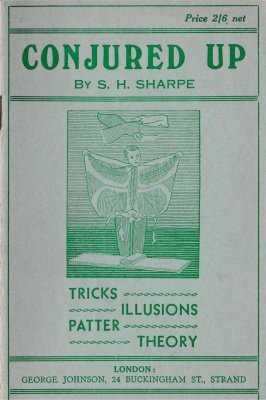 Price 2/6 net
CONJURED UP
BY S. H. SHARPE
TRICKS
ILLUSIONS
PATTER
THEORY
LONDON:
GEORGE JOHNSON, 24 BUCKINGHAM ST., STRAND